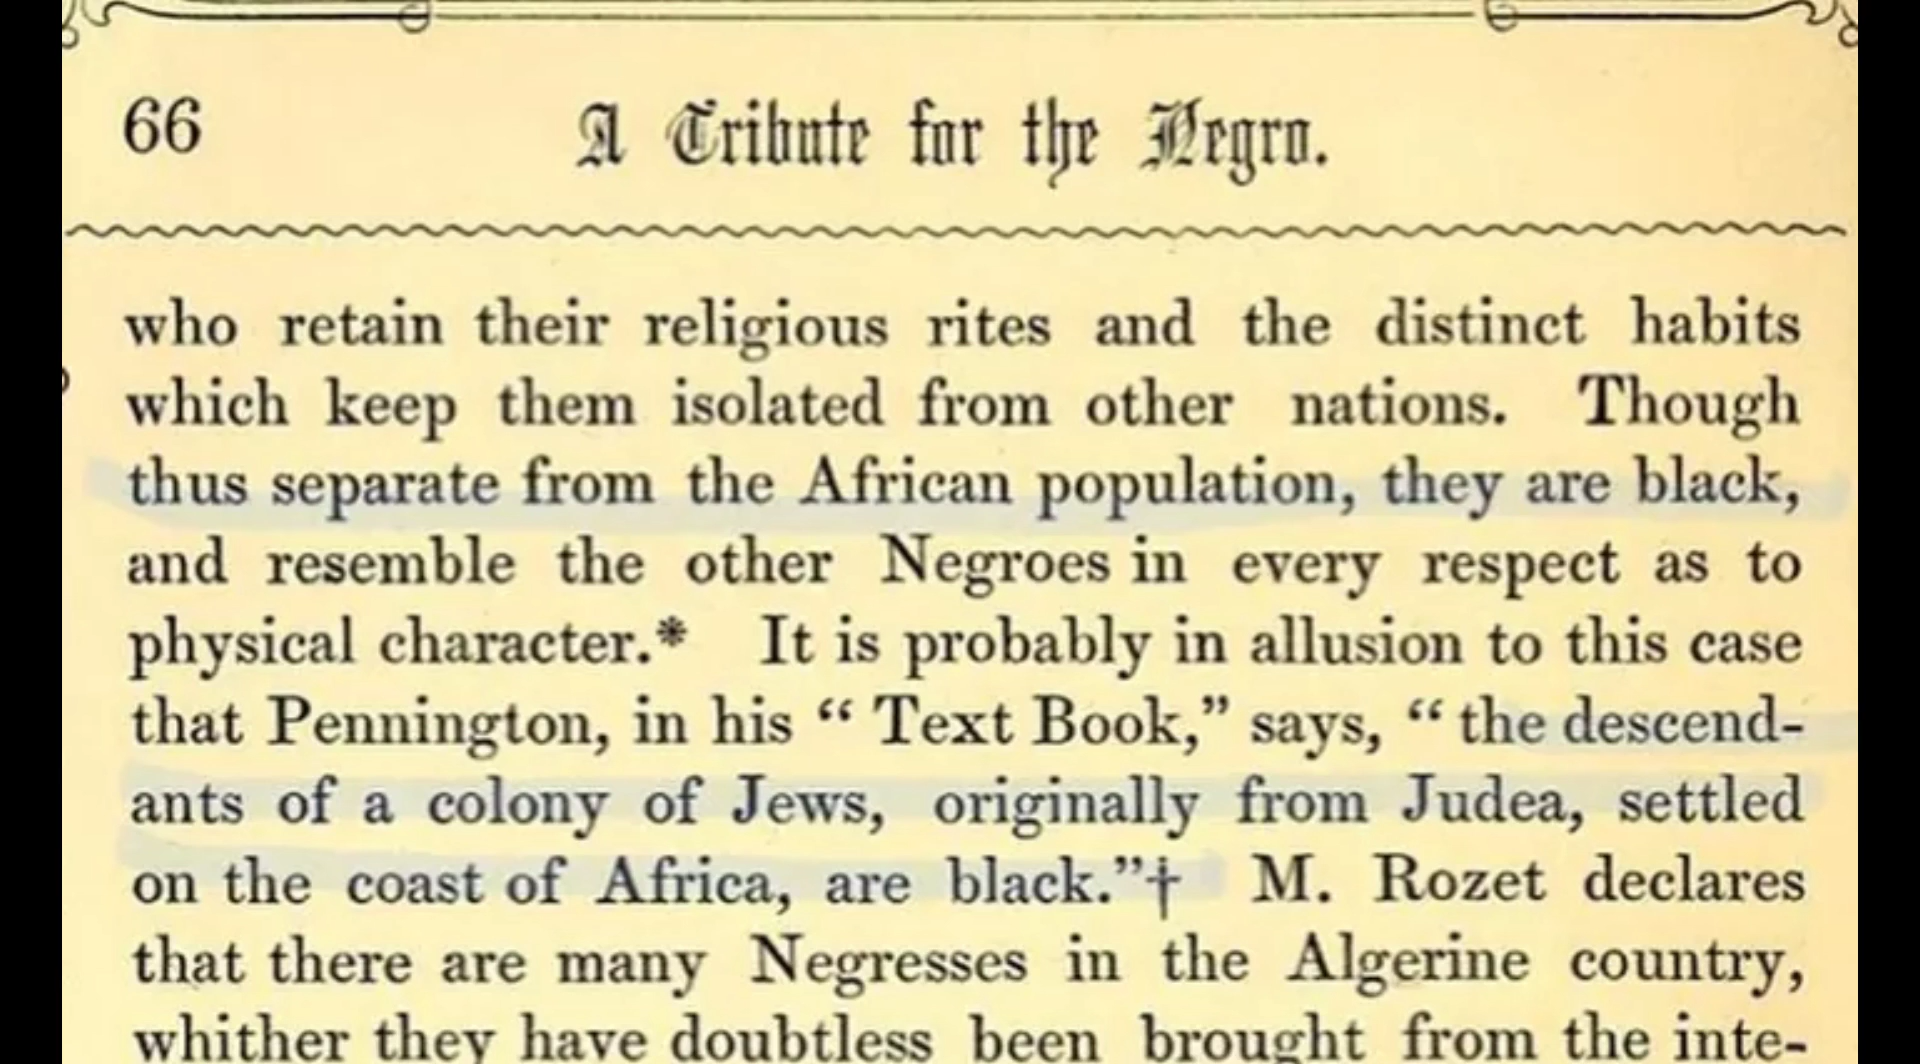 66
A Tribute for the Negro.
who retain their religious rites and the distinct habits
which keep them isolated from other nations. Though
thus separate from the African population, they are black,
and resemble the other Negroes in every respect as to
physical character.* It is probably in allusion to this case
that Pennington, in his “ Text Book,” says, “ the descend-
ants of a colony of Jews, originally from Judea, settled
on the coast of Africa, are black.”† M. Rozet declares
that there are many Negresses in the Algerine country,
whither they have doubtless been brought from the inte-